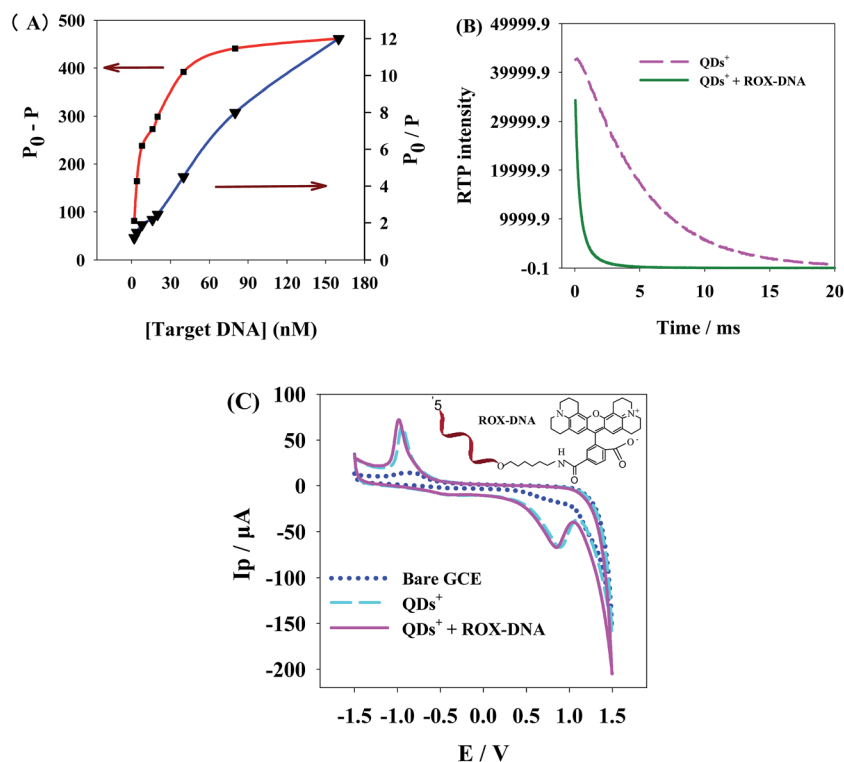 (A)
500
400
300
200
100
0
P0 - P
12
10
8
6
4
2
0
P0 / P
0 30 60 90 120 150 180
[Target DNA] (nM)
(B)
49999.9
39999.9
29999.9
19999.9
9999.9
-0.1
RTP intensity
QDs+
QDs+ + ROX-DNA
0 5 10 15 20
Time / ms
(C)
100
50
0
-50
-100
-150
-200
Ip / µA
'5
ROX-DNA
N O N+
O-
O
H
O N
O
Bare GCE
QDs+
QDs+ + ROX-DNA
-1.5 -1.0 -0.5 0.0 0.5 1.0 1.5
E / V